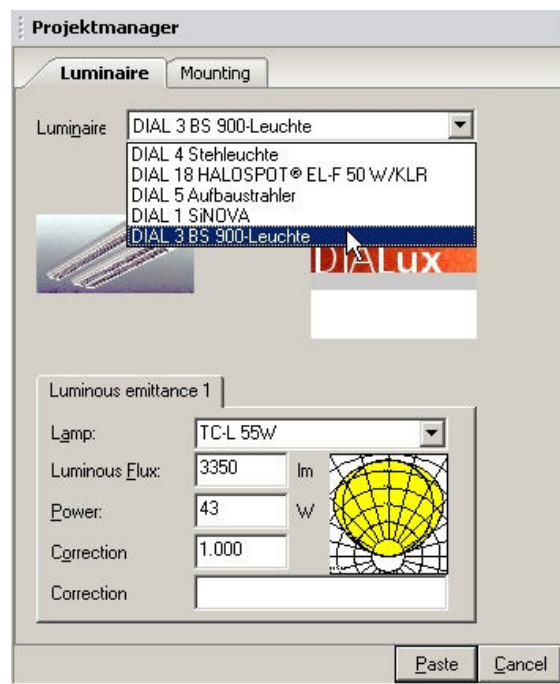 Projektmanager
Luminaire Mounting
Luminaire DIAL 3 BS 900-Leuchte
DIAL 4 Stehleuchte
DIAL 18 HALOSPOT® EL-F 50 W/KLR
DIAL 5 Aufbaustrahler
DIAL 1 SiNOVA
DIAL 3 BS 900-Leuchte
DIALux
Luminous emittance 1
Lamp: TC-L 55W
Luminous Flux: 3350 lm
Power: 43 W
Correction 1.000
Correction
Paste Cancel